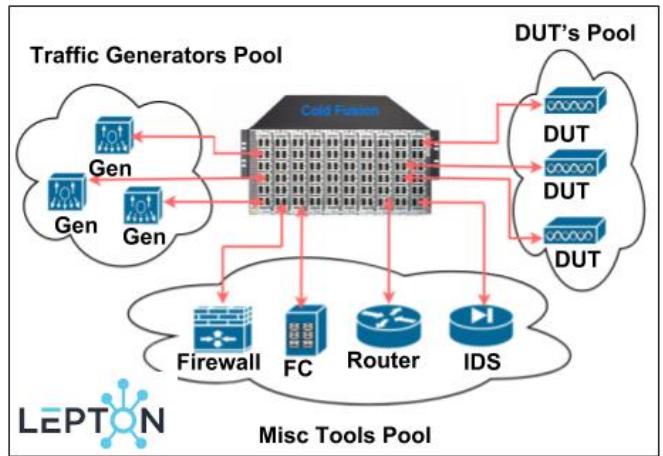 Traffic Generators Pool
DUT's Pool
Cold Fusion
Gen
Gen
Gen
DUT
DUT
DUT
Firewall
FC
Router
IDS
LEPTON
Misc Tools Pool